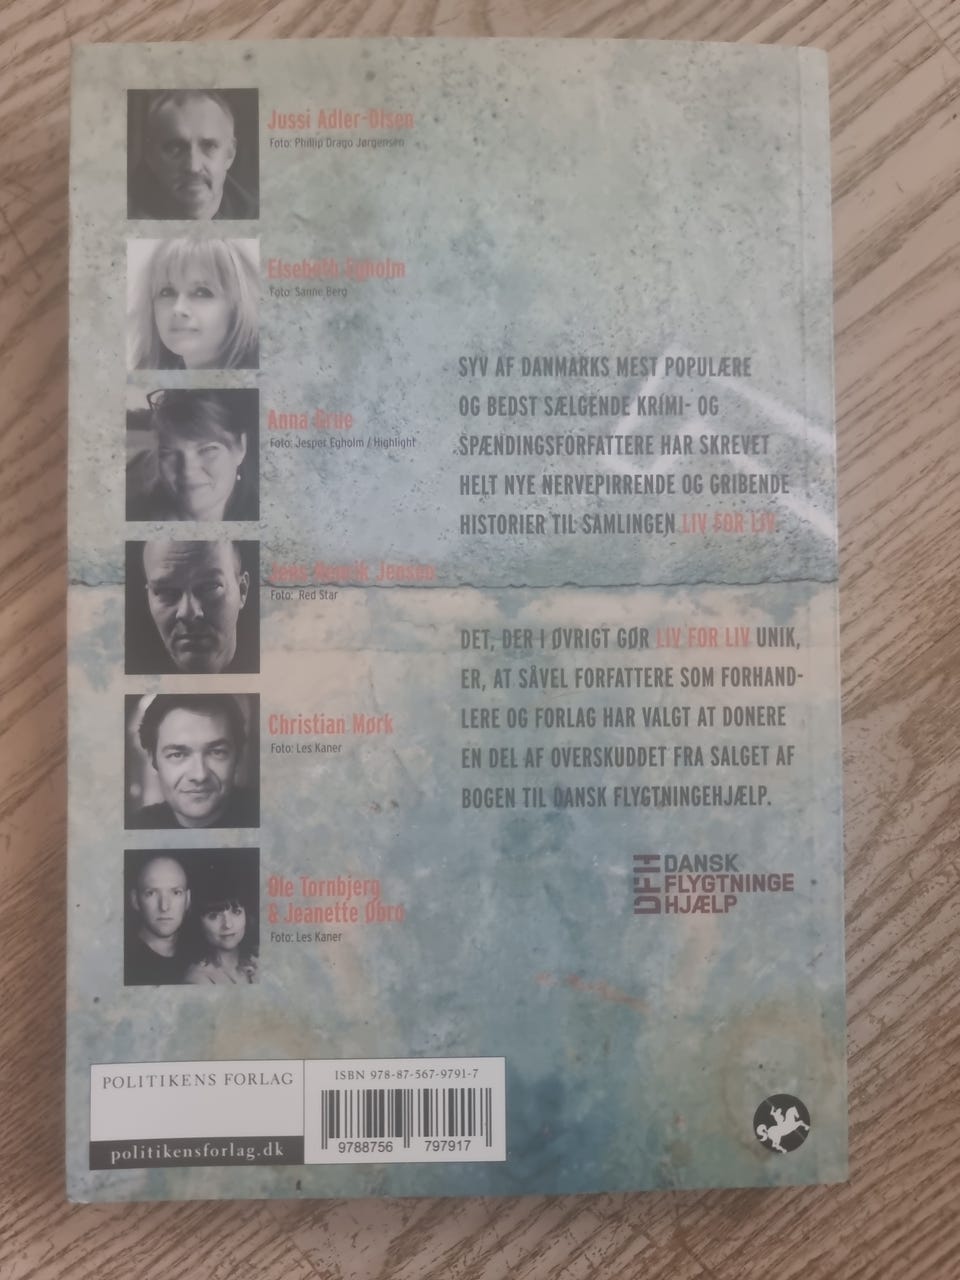 Jussi Adler-Olsen
Foto: Phillip Drago Jørgensen
Elsebeth Egholm
Foto: Sanne Berg
Anna Grue
Foto: Jesper Egholm / Highlight
Jens Henrik Jensen
Foto: Red Star
Christian Mørk
Foto: Les Kaner
Ole Tornbjerg
& Jeanette Øbro
Foto: Les Kaner
SYV AF DANMARKS MEST POPULÆRE
OG BEDST SÆLGENDE KRIMI- OG
SPÆNDINGSFORFATTERE HAR SKREVET
HELT NYE NERVEPIRRENDE OG GRIBENDE
HISTORIER TIL SAMLINGEN LIV FOR LIV.
DET, DER I ØVRIGT GØR LIV FOR LIV UNIK,
ER, AT SÅVEL FORFATTERE SOM FORHAND-
LERE OG FORLAG HAR VALGT AT DONERE
EN DEL AF OVERSKUDDET FRA SALGET AF
BOGEN TIL DANSK FLYGTNINGEHJÆLP.
DFH
DANSK
FLYGTNINGE
HJÆLP
POLITIKENS FORLAG
politikensforlag.dk
ISBN 978-87-567-9791-7
9788756 797917